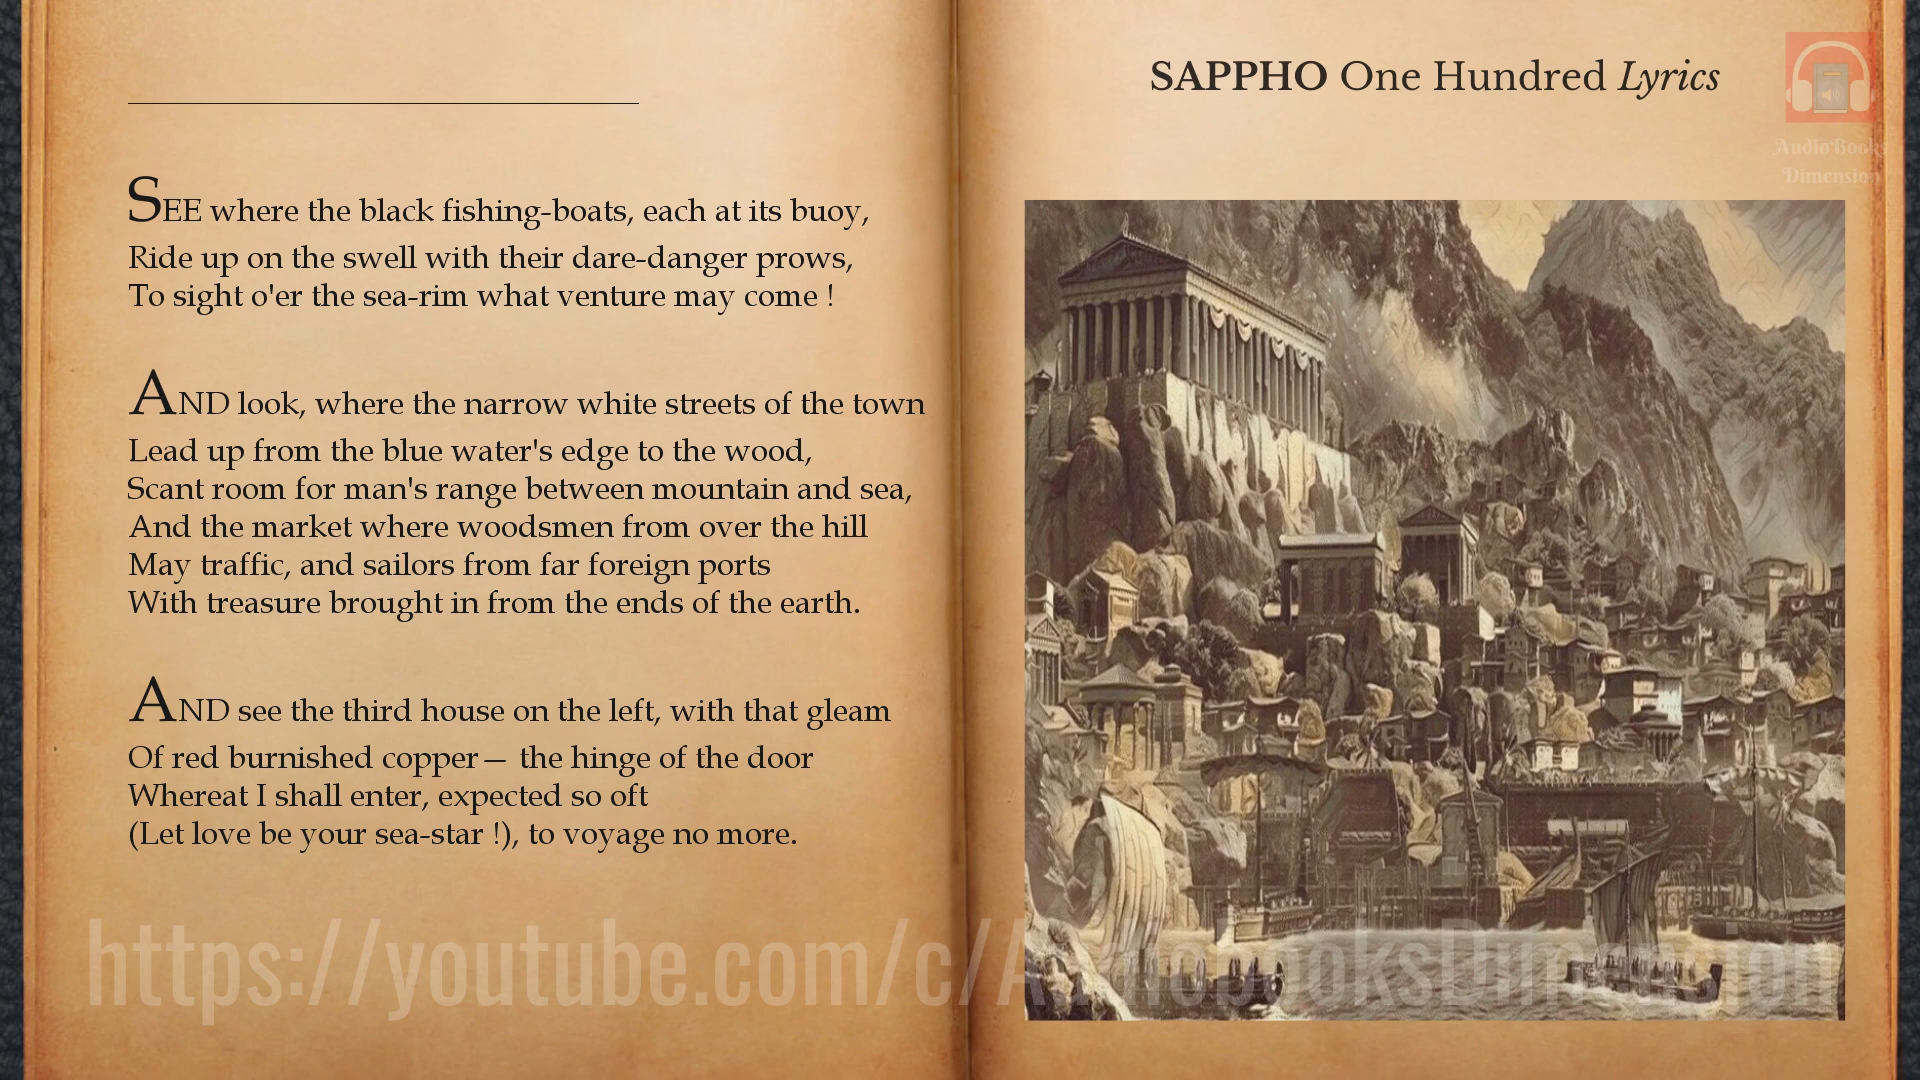 SEE where the black fishing-boats, each at its buoy,
Ride up on the swell with their dare-danger prows,
To sight o'er the sea-rim what venture may come !
AND look, where the narrow white streets of the town
Lead up from the blue water's edge to the wood,
Scant room for man's range between mountain and sea,
And the market where woodsmen from over the hill
May traffic, and sailors from far foreign ports
With treasure brought in from the ends of the earth.
AND see the third house on the left, with that gleam
Of red burnished copper— the hinge of the door
Whereat I shall enter, expected so oft
(Let love be your sea-star !), to voyage no more.
SAPPHO One Hundred Lyrics
AudioBooks
Dimension
https://youtube.com/c/AudiobooksDimension